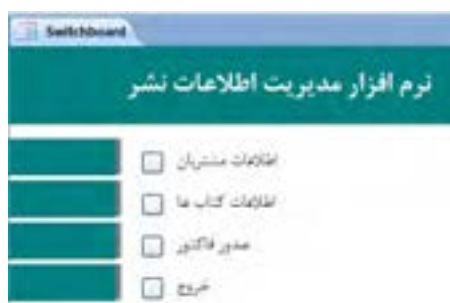 Switchboard
نرم افزار مدیریت اطلاعات نشر
اطلاعات مشتریان
اطلاعات کتاب ها
صدور فاکتور
خروج